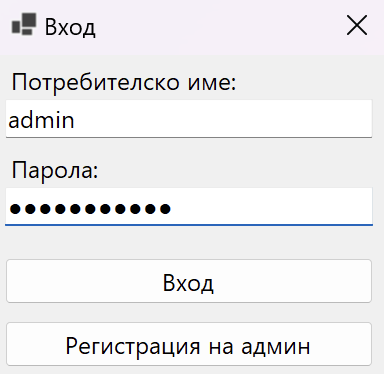 Вход
Потребителско име:
admin
Парола:
●●●●●●●●●●●
Вход
Регистрация на админ